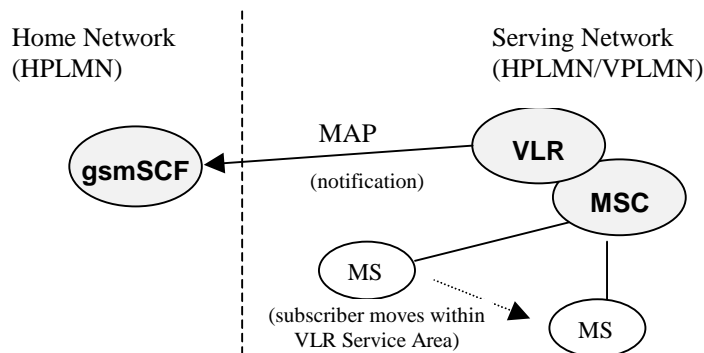 Home Network
(HPLMN)
Serving Network
(HPLMN/VPLMN)
MAP
VLR
gsmSCF
(notification)
MSC
MS
(subscriber moves within
VLR Service Area)
MS